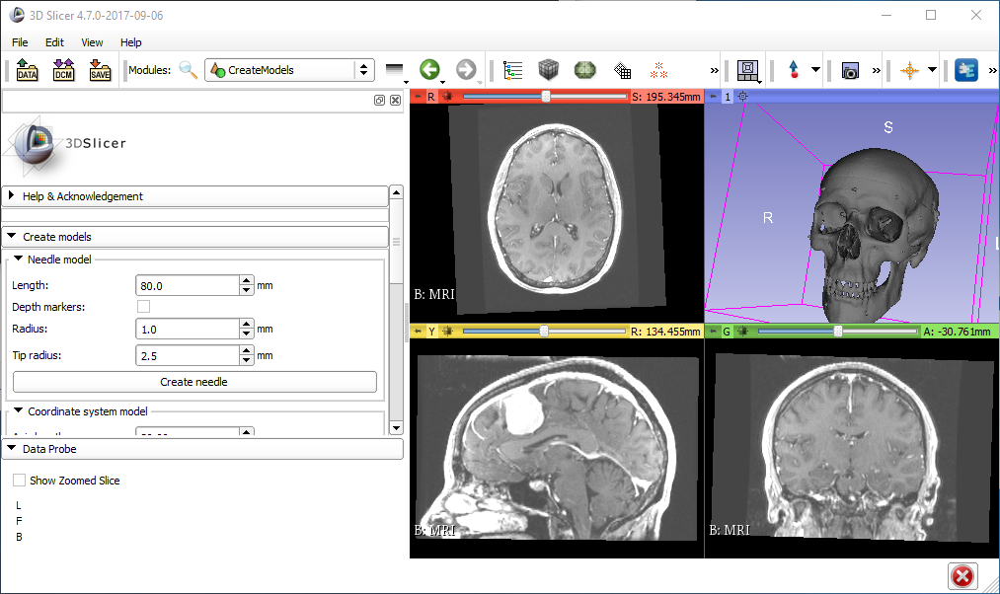 3D Slicer 4.7.0-2017-09-06
File Edit View Help
DATA DCM SAVE Modules: CreateModels » » » »
3DSlicer
Help & Acknowledgement
Create models
Needle model
Length: 80.0 mm
Depth markers:
Radius: 1.0 mm
Tip radius: 2.5 mm
Create needle
Coordinate system model
Data Probe
Show Zoomed Slice
L
F
B
R S: 195.345mm
B: MRI
1
S
R
Y R: 134.455mm
B: MRI
G A: -30.761mm
B: MRI